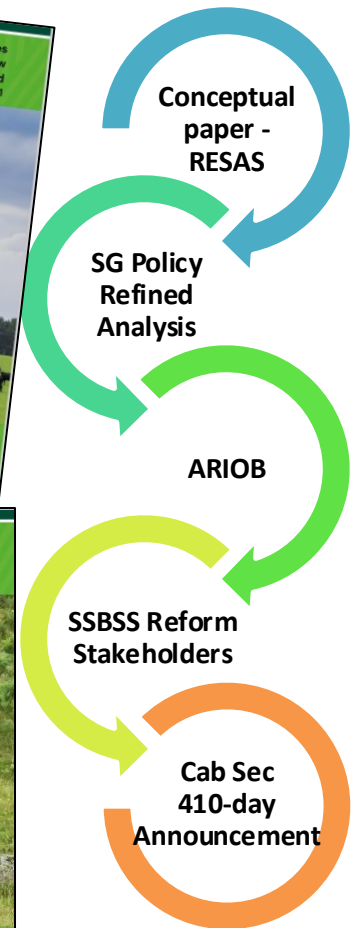 Conceptual
paper -
RESAS
SG Policy
Refined
Analysis
ARIOB
SSBSS Reform
Stakeholders
Cab Sec
410-day
Announcement